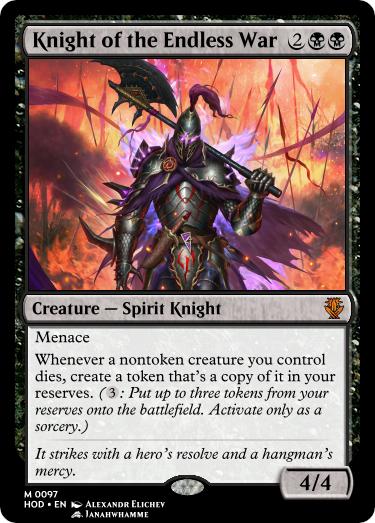 Knight of the Endless War 2
Creature — Spirit Knight
Menace
Whenever a nontoken creature you control
dies, create a token that's a copy of it in your
reserves. (3: Put up to three tokens from your
reserves onto the battlefield. Activate only as a
sorcery.)
It strikes with a hero's resolve and a hangman's
mercy.
4/4
M 0097
HOD • EN Alexandr Elichev
Janahwhamme